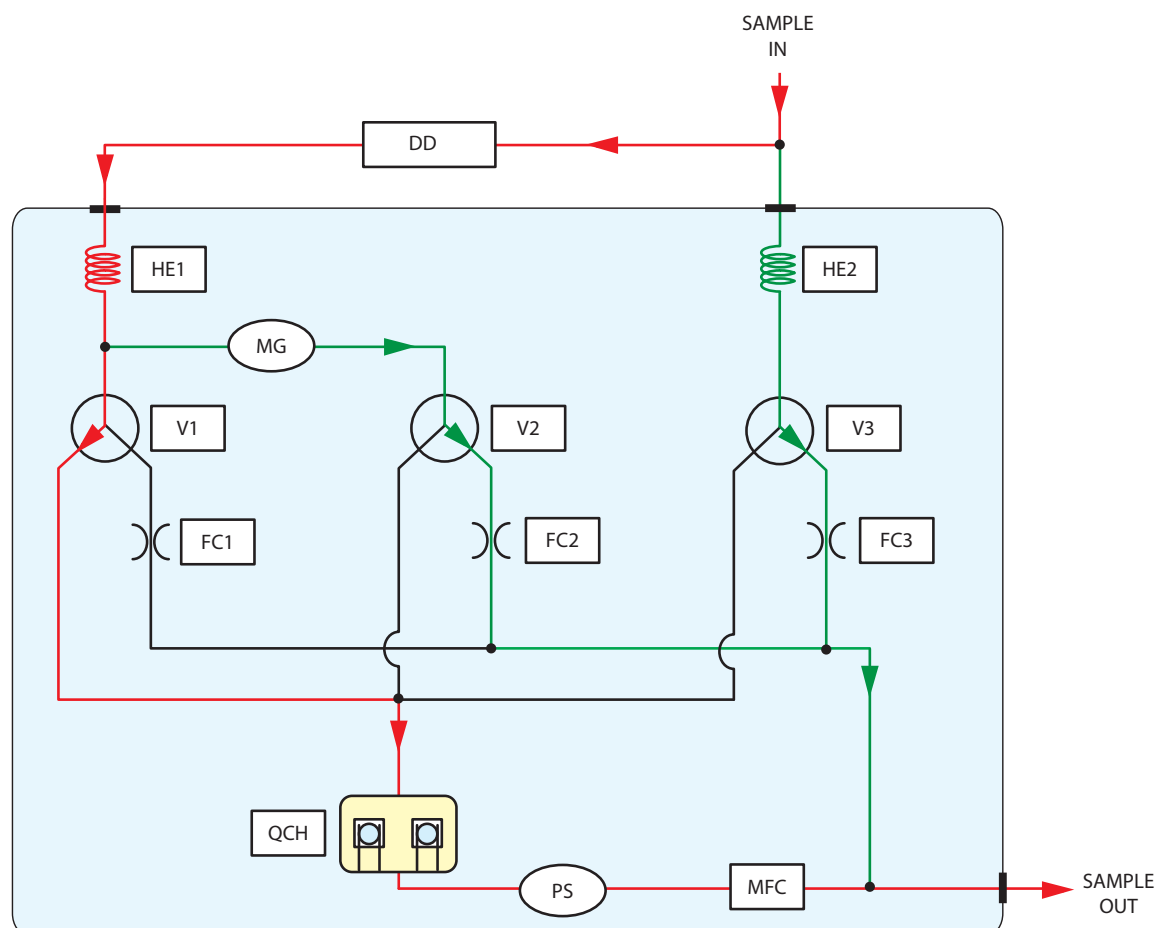 SAMPLE
IN
DD
HE1
HE2
MG
V1
V2
V3
FC1
FC2
FC3
QCH
PS
MFC
SAMPLE
OUT